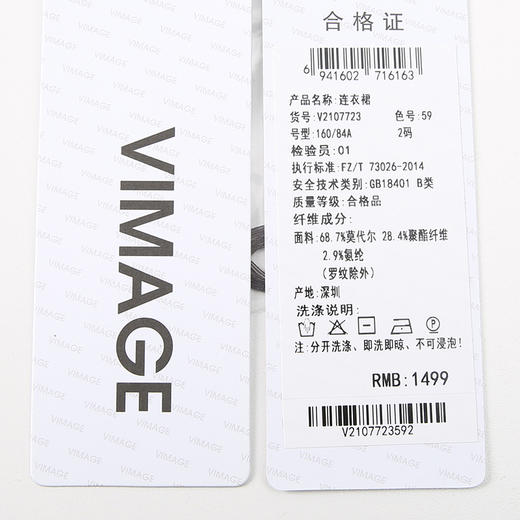 VIMAGE
合格证
6 941602 716163
产品名称:连衣裙
货号:V2107723 色号:59
号型:160/84A 2码
检验员:01
执行标准:FZ/T 73026-2014
安全技术类别:GB18401 B类
质量等级:合格品
纤维成分:
面料:68.7%莫代尔 28.4%聚酯纤维
2.9%氨纶
(罗纹除外)
产地:深圳
洗涤说明:
注:分开洗涤、即洗即晾、不可浸泡!
RMB:1499
V2107723592